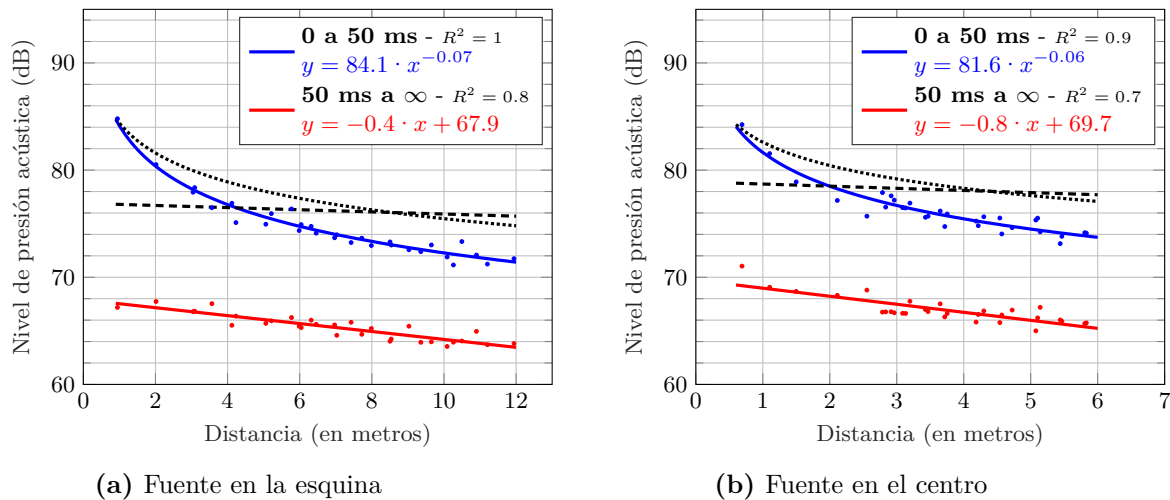 0 a 50 ms - R² = 1
y = 84.1 · x^−0.07
50 ms a ∞ - R² = 0.8
y = −0.4 · x + 67.9
Nivel de presión acústica (dB)
90
80
70
60
0 2 4 6 8 10 12
Distancia (en metros)
(a) Fuente en la esquina
0 a 50 ms - R² = 0.9
y = 81.6 · x^−0.06
50 ms a ∞ - R² = 0.7
y = −0.8 · x + 69.7
Nivel de presión acústica (dB)
90
80
70
60
0 1 2 3 4 5 6 7
Distancia (en metros)
(b) Fuente en el centro